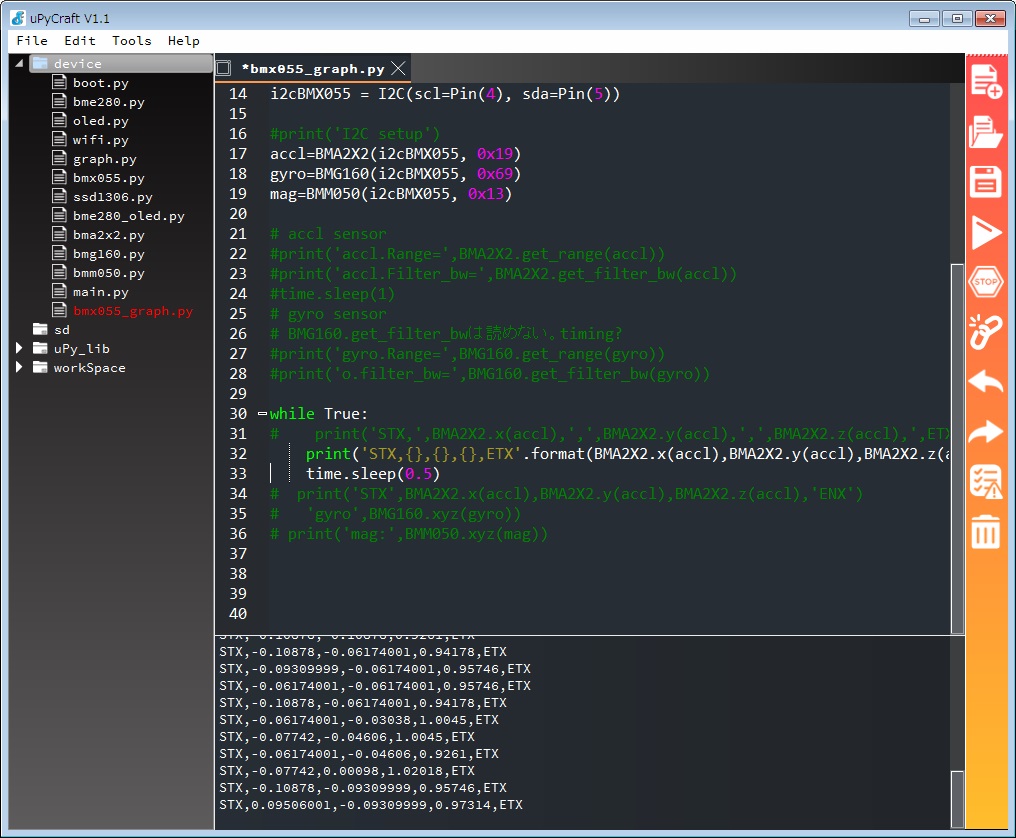 uPyCraft V1.1
File Edit Tools Help
device
boot.py
bme280.py
oled.py
wifi.py
graph.py
bmx055.py
ssd1306.py
bme280_oled.py
bma2x2.py
bmg160.py
bmm050.py
main.py
bmx055_graph.py
sd
uPy_lib
workSpace
*bmx055_graph.py
14 i2cBMX055 = I2C(scl=Pin(4), sda=Pin(5))
15
16 #print('I2C setup')
17 accl=BMA2X2(i2cBMX055, 0x19)
18 gyro=BMG160(i2cBMX055, 0x69)
19 mag=BMM050(i2cBMX055, 0x13)
20
21 # accl sensor
22 #print('accl.Range=',BMA2X2.get_range(accl))
23 #print('accl.Filter_bw=',BMA2X2.get_filter_bw(accl))
24 #time.sleep(1)
25 # gyro sensor
26 # BMG160.get_filter_bwは読めない。timing?
27 #print('gyro.Range=',BMG160.get_range(gyro))
28 #print('o.filter_bw=',BMG160.get_filter_bw(gyro))
29
30 while True:
31 #    print('STX,',BMA2X2.x(accl),',',BMA2X2.y(accl),',',BMA2X2.z(accl),',ETX
32     print('STX,{},{},{},ETX'.format(BMA2X2.x(accl),BMA2X2.y(accl),BMA2X2.z(a
33     time.sleep(0.5)
34 #  print('STX',BMA2X2.x(accl),BMA2X2.y(accl),BMA2X2.z(accl),'ENX')
35 #   'gyro',BMG160.xyz(gyro))
36 # print('mag:',BMM050.xyz(mag))
37
38
39
40
STX,-0.10878,-0.10878,0.9261,ETX
STX,-0.10878,-0.06174001,0.94178,ETX
STX,-0.09309999,-0.06174001,0.95746,ETX
STX,-0.06174001,-0.06174001,0.95746,ETX
STX,-0.10878,-0.06174001,0.94178,ETX
STX,-0.06174001,-0.03038,1.0045,ETX
STX,-0.07742,-0.04606,1.0045,ETX
STX,-0.06174001,-0.04606,0.9261,ETX
STX,-0.07742,0.00098,1.02018,ETX
STX,-0.10878,-0.09309999,0.95746,ETX
STX,0.09506001,-0.09309999,0.97314,ETX
STOP